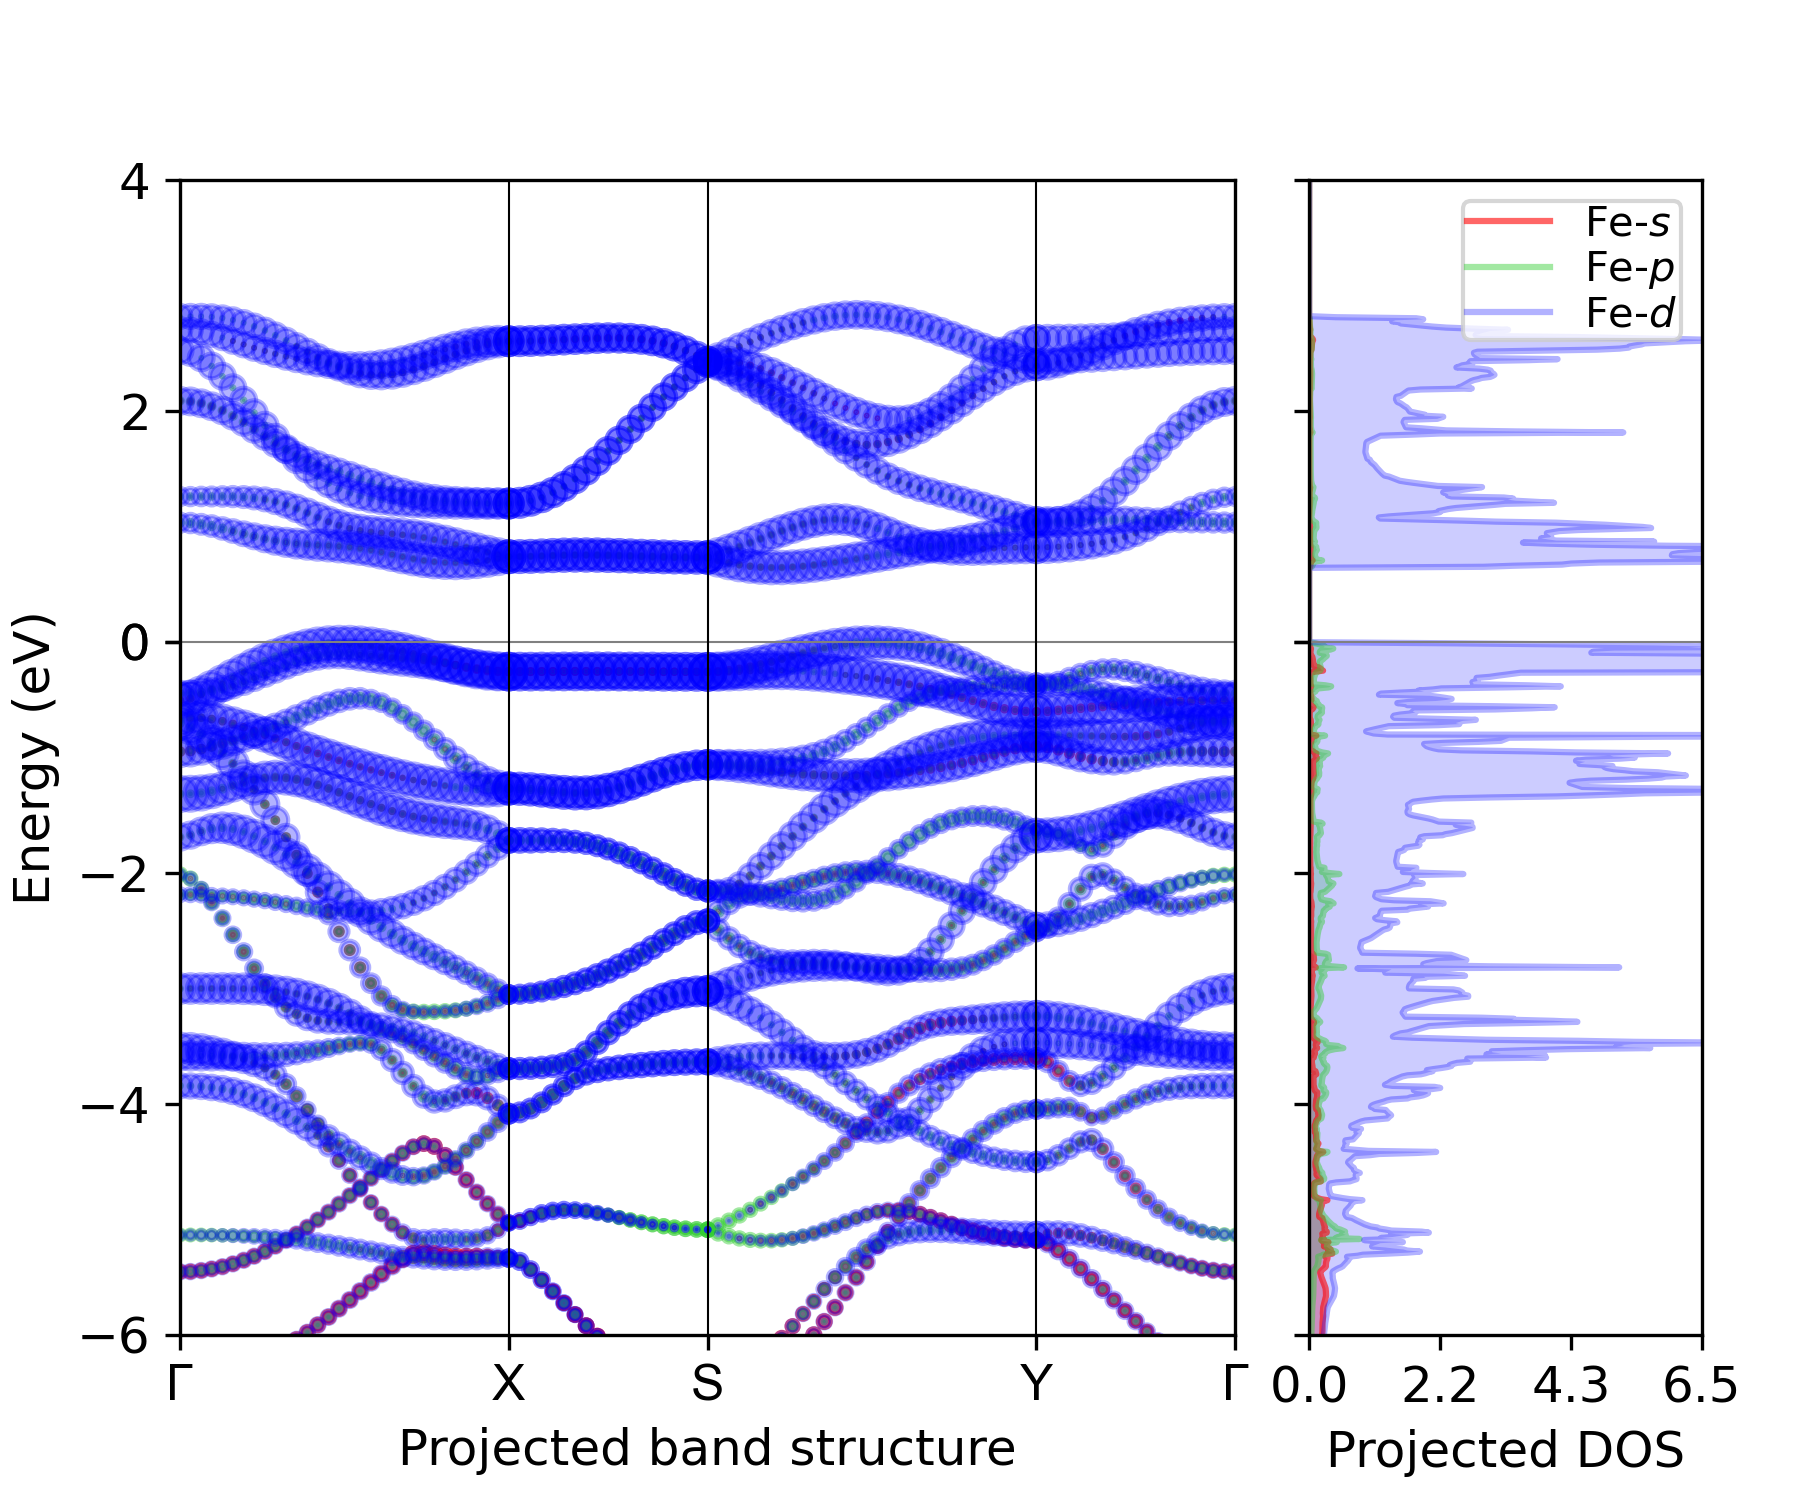 4
2
0
−2
−4
−6
Energy (eV)
Γ X S Y Γ
Projected band structure
Fe-s
Fe-p
Fe-d
0.0 2.2 4.3 6.5
Projected DOS